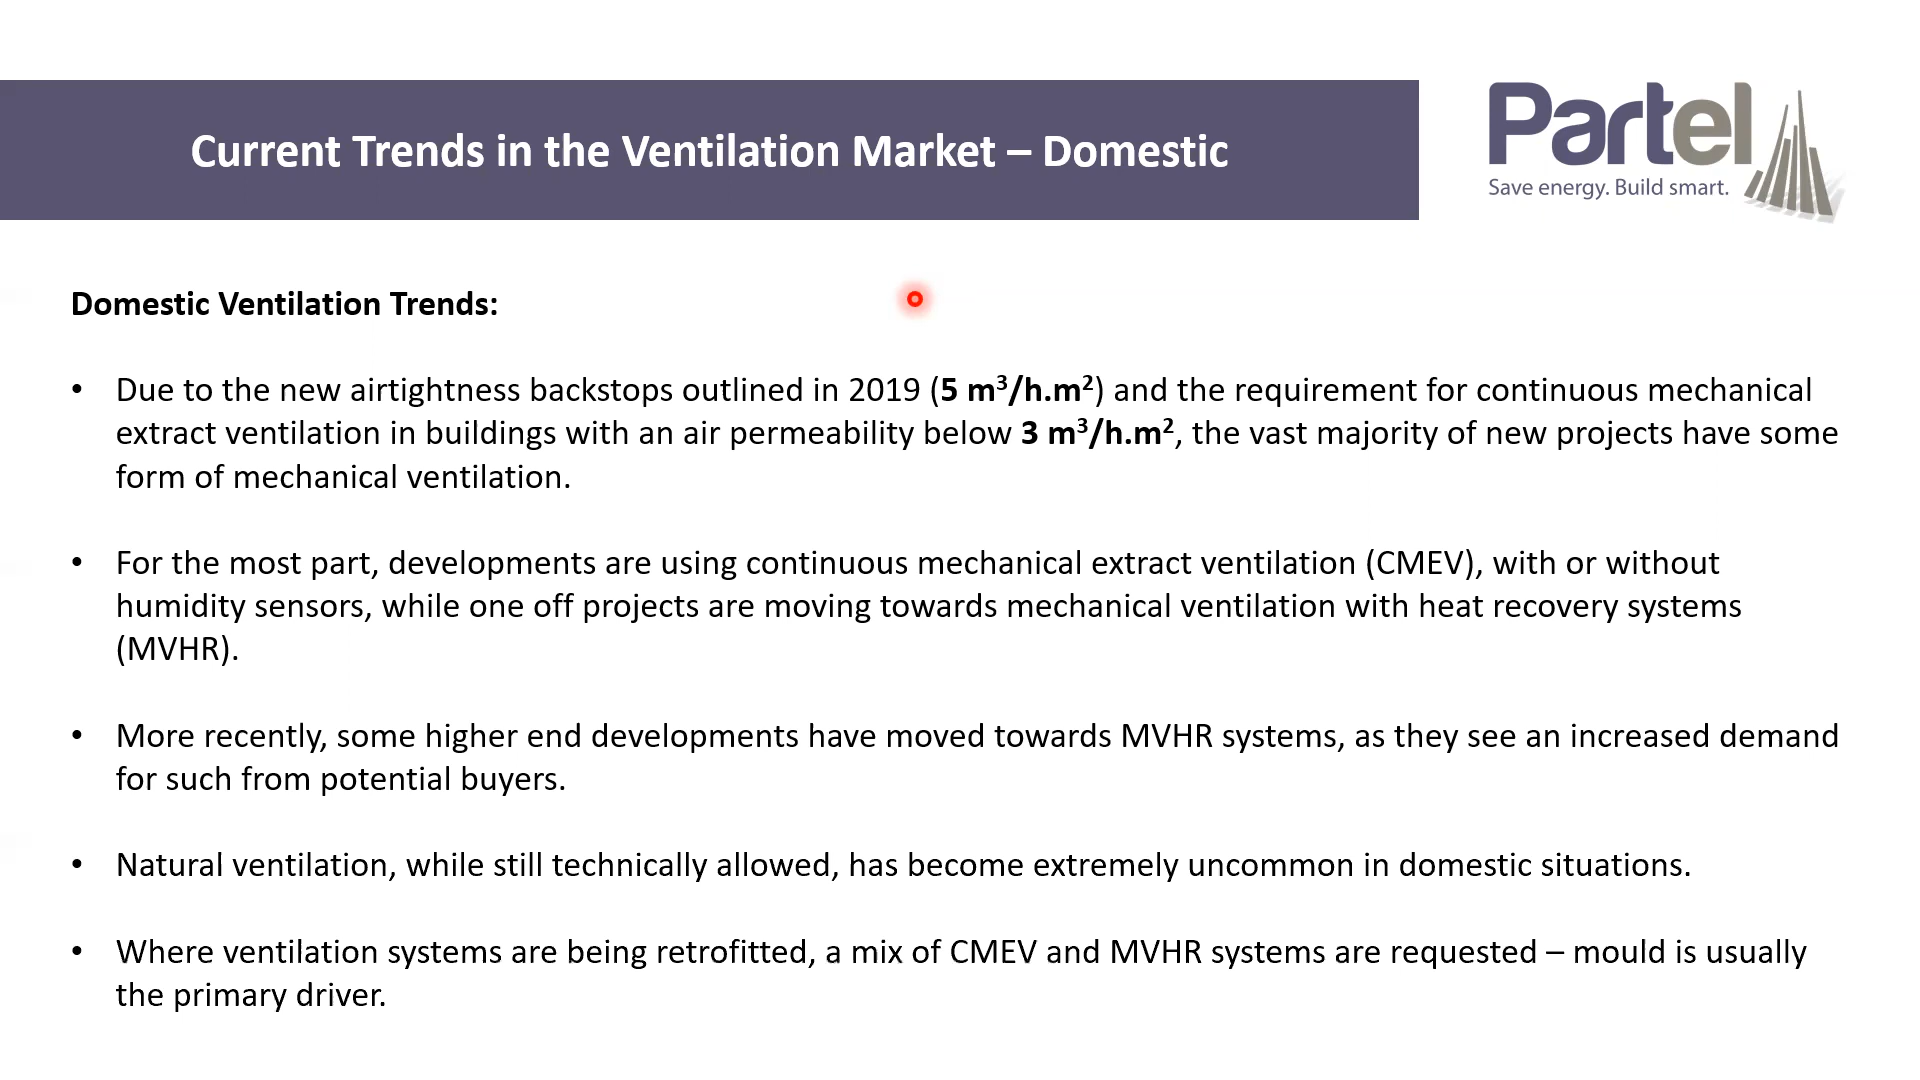 Current Trends in the Ventilation Market – Domestic
Partel
Save energy. Build smart.
Domestic Ventilation Trends:
• Due to the new airtightness backstops outlined in 2019 (5 m³/h.m²) and the requirement for continuous mechanical
extract ventilation in buildings with an air permeability below 3 m³/h.m², the vast majority of new projects have some
form of mechanical ventilation.
• For the most part, developments are using continuous mechanical extract ventilation (CMEV), with or without
humidity sensors, while one off projects are moving towards mechanical ventilation with heat recovery systems
(MVHR).
• More recently, some higher end developments have moved towards MVHR systems, as they see an increased demand
for such from potential buyers.
• Natural ventilation, while still technically allowed, has become extremely uncommon in domestic situations.
• Where ventilation systems are being retrofitted, a mix of CMEV and MVHR systems are requested – mould is usually
the primary driver.